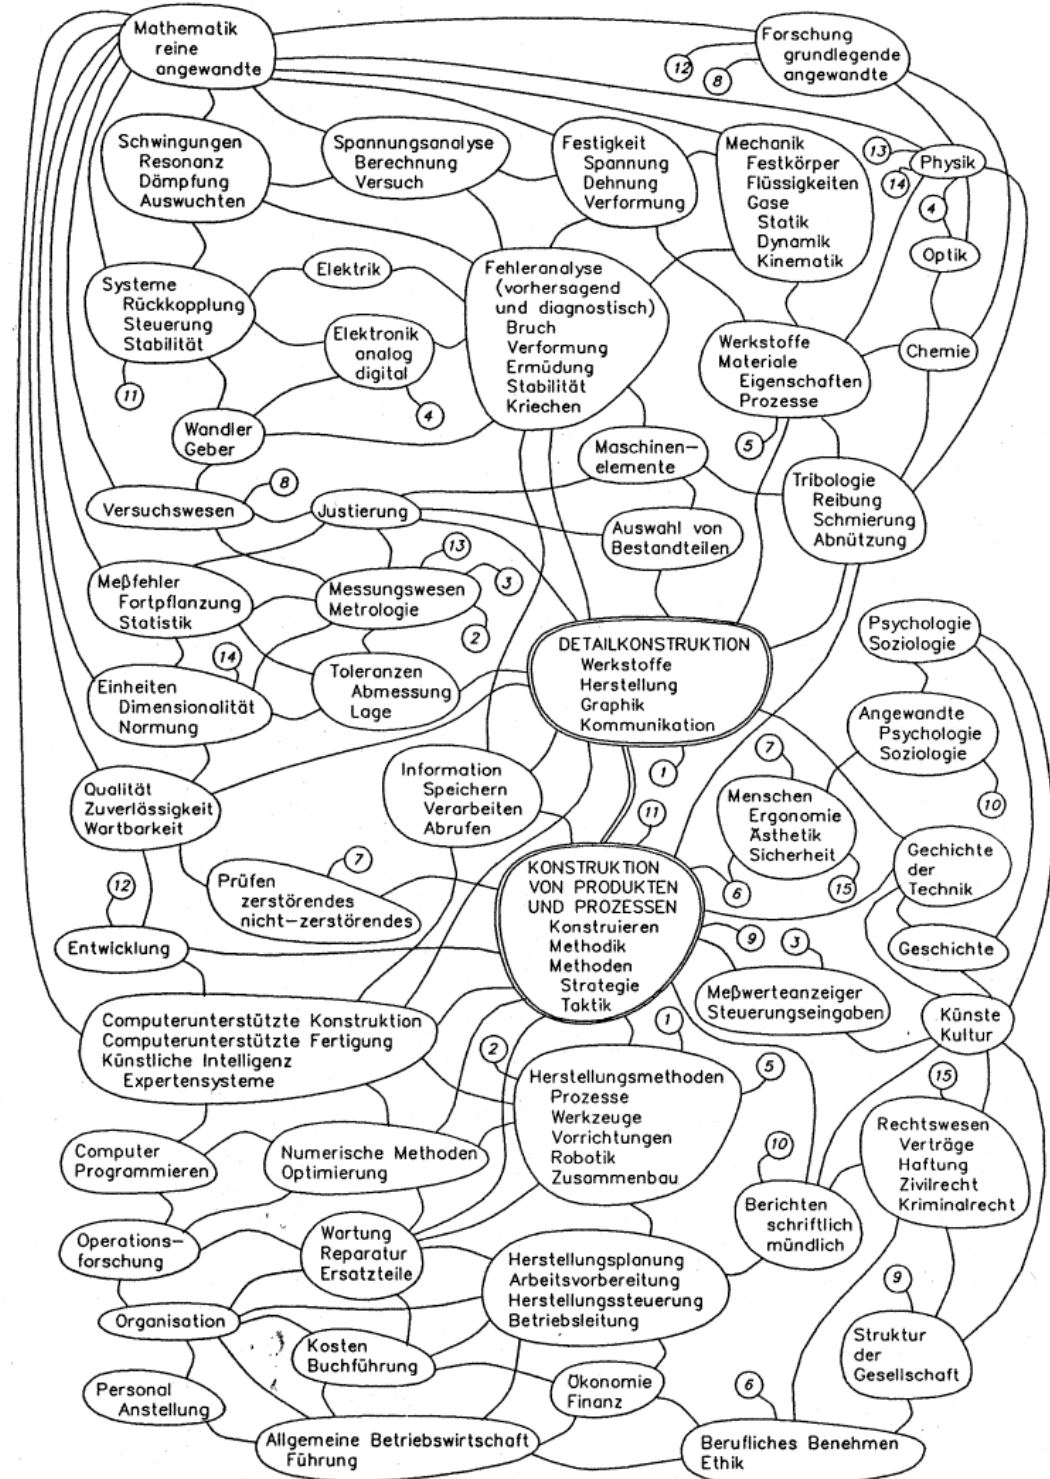 Mathematik
reine
angewandte
Forschung
grundlegende
angewandte
12
8
Schwingungen
Resonanz
Dämpfung
Auswuchten
Spannungsanalyse
Berechnung
Versuch
Festigkeit
Spannung
Dehnung
Verformung
Mechanik
Festkörper
Flüssigkeiten
Gase
Statik
Dynamik
Kinematik
13
14
Physik
4
Optik
Systeme
Rückkopplung
Steuerung
Stabilität
11
Elektrik
Elektronik
analog
digital
4
Fehleranalyse
(vorhersagend
und diagnostisch)
Bruch
Verformung
Ermüdung
Stabilität
Kriechen
Werkstoffe
Materiale
Eigenschaften
Prozesse
5
Chemie
Wandler
Geber
Maschinen-
elemente
Tribologie
Reibung
Schmierung
Abnützung
Versuchswesen
8
Justierung
Auswahl von
Bestandteilen
Meßfehler
Fortpflanzung
Statistik
Messungswesen
Metrologie
13
3
2
14
Einheiten
Dimensionalität
Normung
Toleranzen
Abmessung
Lage
DETAILKONSTRUKTION
Werkstoffe
Herstellung
Graphik
Kommunikation
1
Psychologie
Soziologie
Angewandte
Psychologie
Soziologie
10
Qualität
Zuverlässigkeit
Wartbarkeit
Information
Speichern
Verarbeiten
Abrufen
11
7
Menschen
Ergonomie
Ästhetik
Sicherheit
6
15
Gechichte
der
Technik
12
Prüfen
zerstörendes
nicht-zerstörendes
7
KONSTRUKTION
VON PRODUKTEN
UND PROZESSEN
Konstruieren
Methodik
Methoden
Strategie
Taktik
9
3
Geschichte
Entwicklung
Meßwerteanzeiger
Steuerungseingaben
Künste
Kultur
Computerunterstützte Konstruktion
Computerunterstützte Fertigung
Künstliche Intelligenz
Expertensysteme
2
1
5
Herstellungsmethoden
Prozesse
Werkzeuge
Vorrichtungen
Robotik
Zusammenbau
15
Rechtswesen
Verträge
Haftung
Zivilrecht
Kriminalrecht
Computer
Programmieren
Numerische Methoden
Optimierung
10
Berichten
schriftlich
mündlich
Operations-
forschung
Wartung
Reparatur
Ersatzteile
Herstellungsplanung
Arbeitsvorbereitung
Herstellungssteuerung
Betriebsleitung
9
Struktur
der
Gesellschaft
Organisation
Kosten
Buchführung
Personal
Anstellung
Ökonomie
Finanz
6
Allgemeine Betriebswirtschaft
Führung
Berufliches Benehmen
Ethik